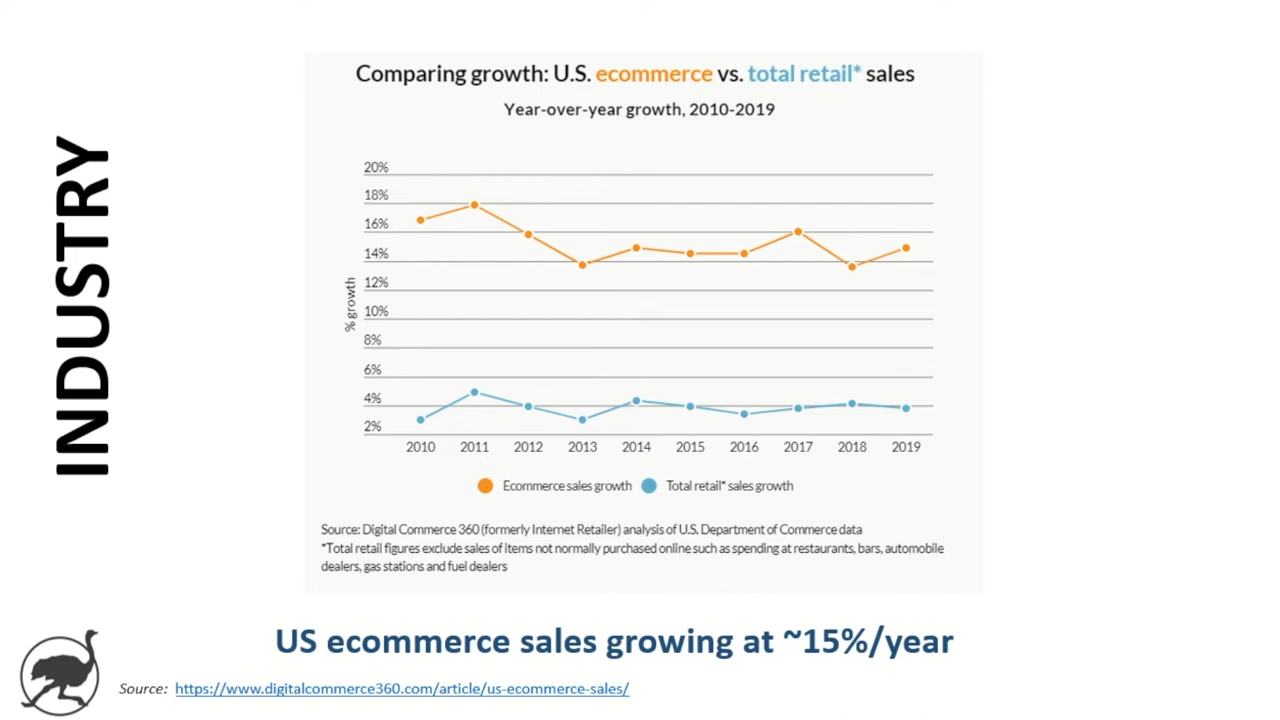 INDUSTRY
Comparing growth: U.S. ecommerce vs. total retail* sales
Year-over-year growth, 2010-2019
% growth
20%
18%
16%
14%
12%
10%
8%
6%
4%
2%
2010 2011 2012 2013 2014 2015 2016 2017 2018 2019
Ecommerce sales growth Total retail* sales growth
Source: Digital Commerce 360 (formerly Internet Retailer) analysis of U.S. Department of Commerce data
*Total retail figures exclude sales of items not normally purchased online such as spending at restaurants, bars, automobile
dealers, gas stations and fuel dealers
US ecommerce sales growing at ~15%/year
Source: https://www.digitalcommerce360.com/article/us-ecommerce-sales/